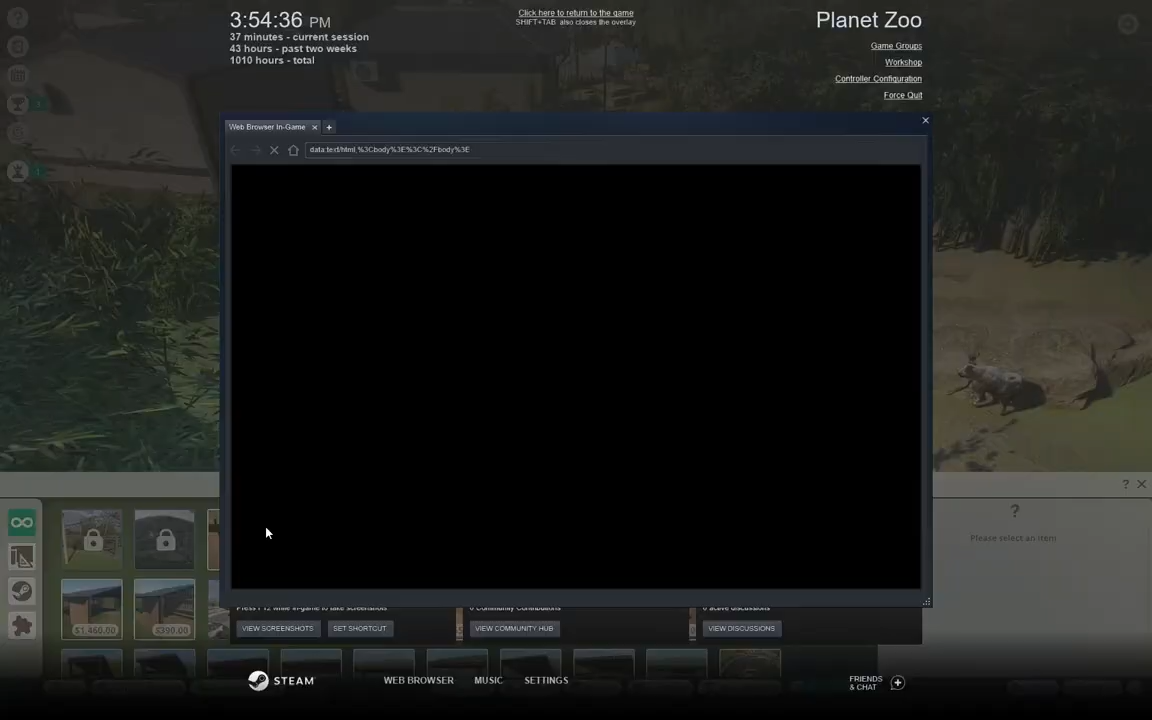 3:54:36 PM
37 minutes - current session
43 hours - past two weeks
1010 hours - total
Click here to return to the game
SHIFT+TAB also closes the overlay
Planet Zoo
Game Groups
Workshop
Controller Configuration
Force Quit
Web Browser In-Game
data:text/html,%3Cbody%3E%3C%2Fbody%3E
? 
?
Please select an item
$1,460.00
$390.00
Press F12 while in-game to take screenshots
0 Community Contributions
0 active discussions
VIEW SCREENSHOTS
SET SHORTCUT
VIEW COMMUNITY HUB
VIEW DISCUSSIONS
STEAM
WEB BROWSER
MUSIC
SETTINGS
FRIENDS
& CHAT